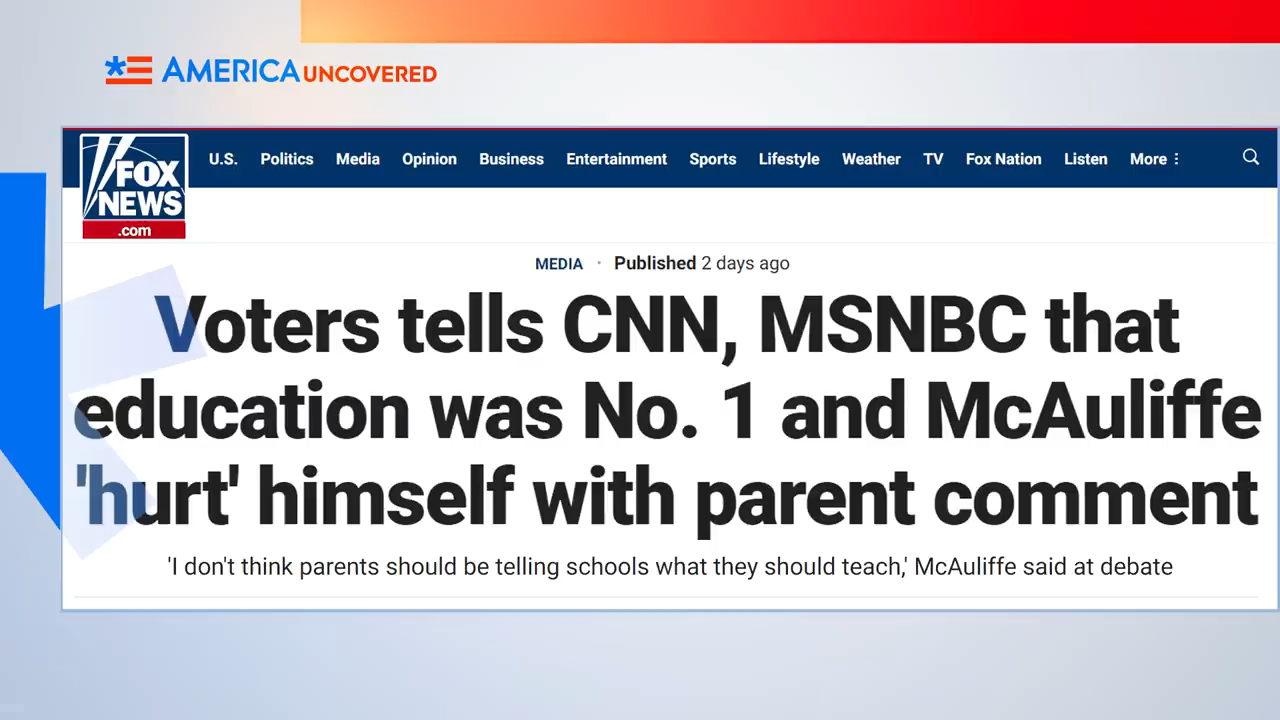 AMERICA UNCOVERED
FOX NEWS .com
U.S. Politics Media Opinion Business Entertainment Sports Lifestyle Weather TV Fox Nation Listen More
MEDIA · Published 2 days ago
Voters tells CNN, MSNBC that
education was No. 1 and McAuliffe
'hurt' himself with parent comment
'I don't think parents should be telling schools what they should teach,' McAuliffe said at debate